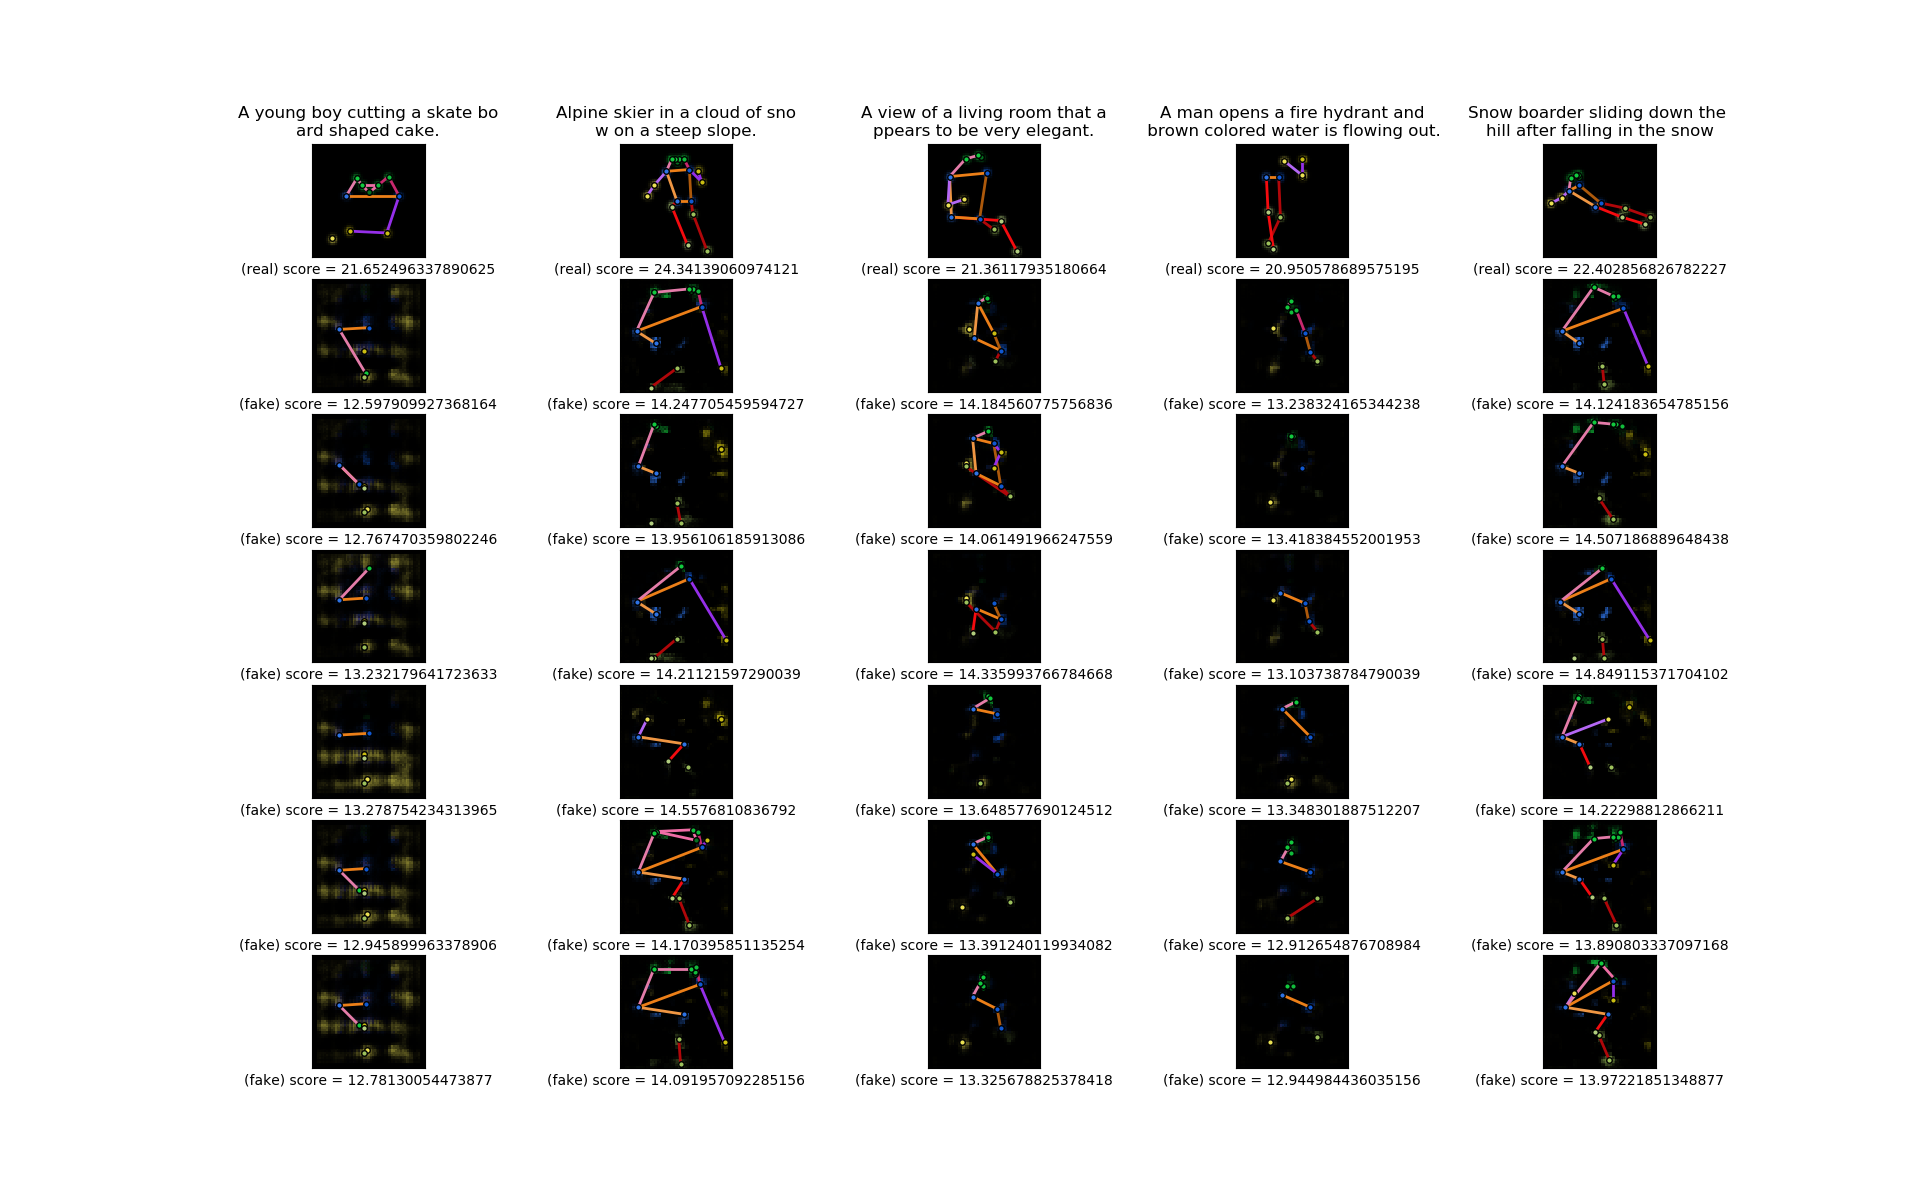 A young boy cutting a skate bo
ard shaped cake.
Alpine skier in a cloud of sno
w on a steep slope.
A view of a living room that a
ppears to be very elegant.
A man opens a fire hydrant and
brown colored water is flowing out.
Snow boarder sliding down the
hill after falling in the snow
(real) score = 21.652496337890625
(real) score = 24.34139060974121
(real) score = 21.36117935180664
(real) score = 20.950578689575195
(real) score = 22.402856826782227
(fake) score = 12.597909927368164
(fake) score = 14.247705459594727
(fake) score = 14.184560775756836
(fake) score = 13.238324165344238
(fake) score = 14.124183654785156
(fake) score = 12.767470359802246
(fake) score = 13.956106185913086
(fake) score = 14.061491966247559
(fake) score = 13.418384552001953
(fake) score = 14.507186889648438
(fake) score = 13.232179641723633
(fake) score = 14.21121597290039
(fake) score = 14.335993766784668
(fake) score = 13.103738784790039
(fake) score = 14.849115371704102
(fake) score = 13.278754234313965
(fake) score = 14.5576810836792
(fake) score = 13.648577690124512
(fake) score = 13.348301887512207
(fake) score = 14.22298812866211
(fake) score = 12.945899963378906
(fake) score = 14.170395851135254
(fake) score = 13.391240119934082
(fake) score = 12.912654876708984
(fake) score = 13.890803337097168
(fake) score = 12.78130054473877
(fake) score = 14.091957092285156
(fake) score = 13.325678825378418
(fake) score = 12.944984436035156
(fake) score = 13.97221851348877